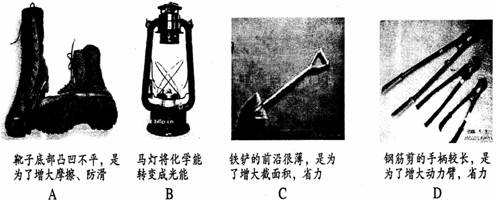 靴子底部凸凹不平，是
为了增大摩擦、防滑
A
马灯将化学能
转变成光能
B
铁铲的前沿很薄，是为
了增大截面积，省力
C
钢筋剪的手柄较长，是
为了增大动力臂，省力
D